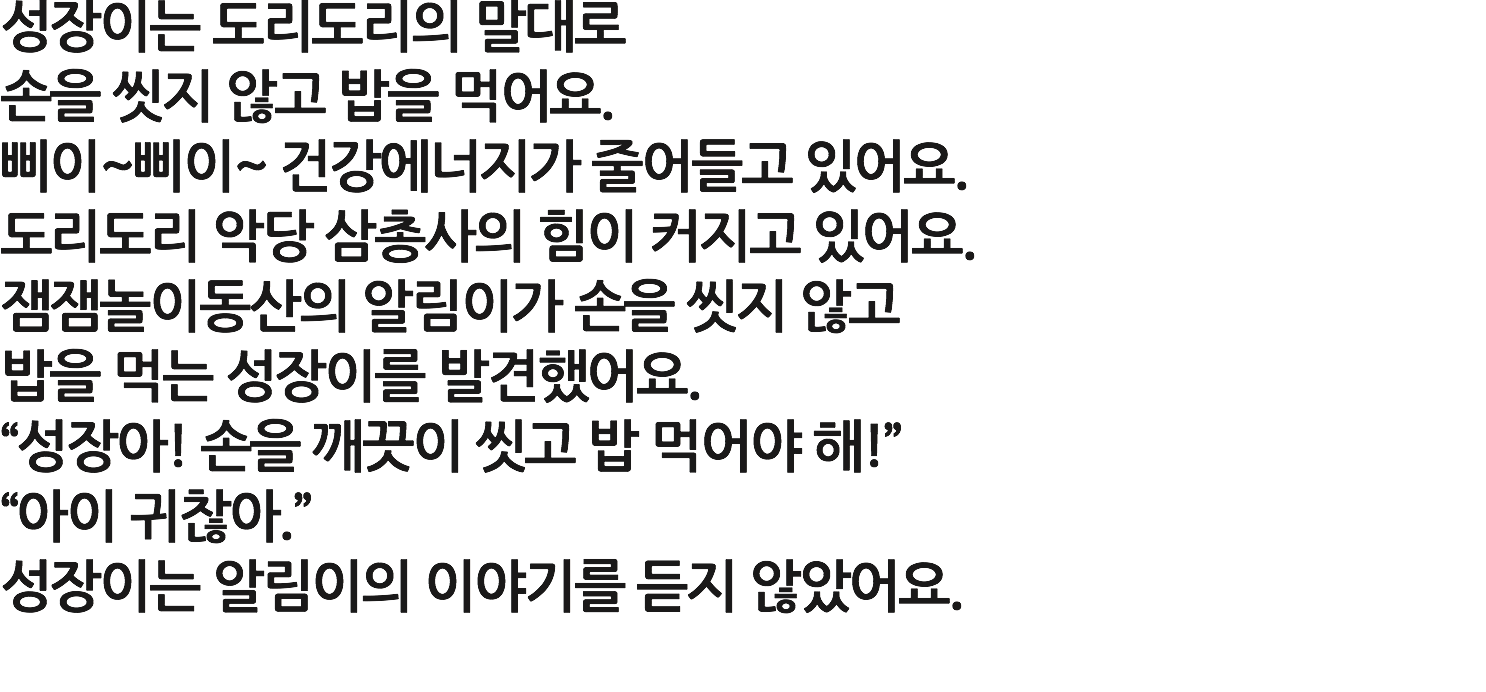 성장이는 도리도리의 말대로
손을 씻지 않고 밥을 먹어요.
삐이~삐이~ 건강에너지가 줄어들고 있어요.
도리도리 악당 삼총사의 힘이 커지고 있어요.
잼잼놀이동산의 알림이가 손을 씻지 않고
밥을 먹는 성장이를 발견했어요.
“성장아! 손을 깨끗이 씻고 밥 먹어야 해!”
“아이 귀찮아.”
성장이는 알림이의 이야기를 듣지 않았어요.